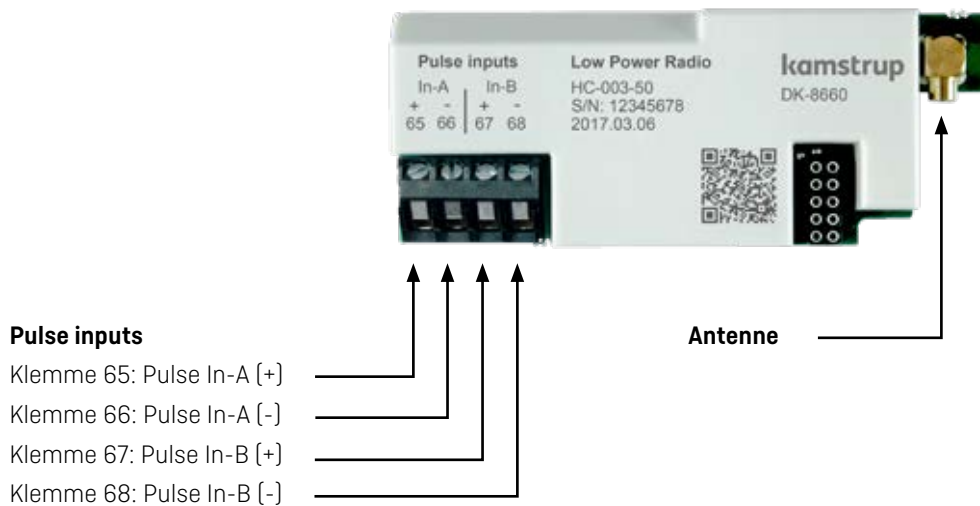 Pulse inputs
In-A In-B
+ - + -
65 66 67 68
Low Power Radio
HC-003-50
S/N: 12345678
2017.03.06
kamstrup
DK-8660
Pulse inputs
Klemme 65: Pulse In-A (+)
Klemme 66: Pulse In-A (-)
Klemme 67: Pulse In-B (+)
Klemme 68: Pulse In-B (-)
Antenne